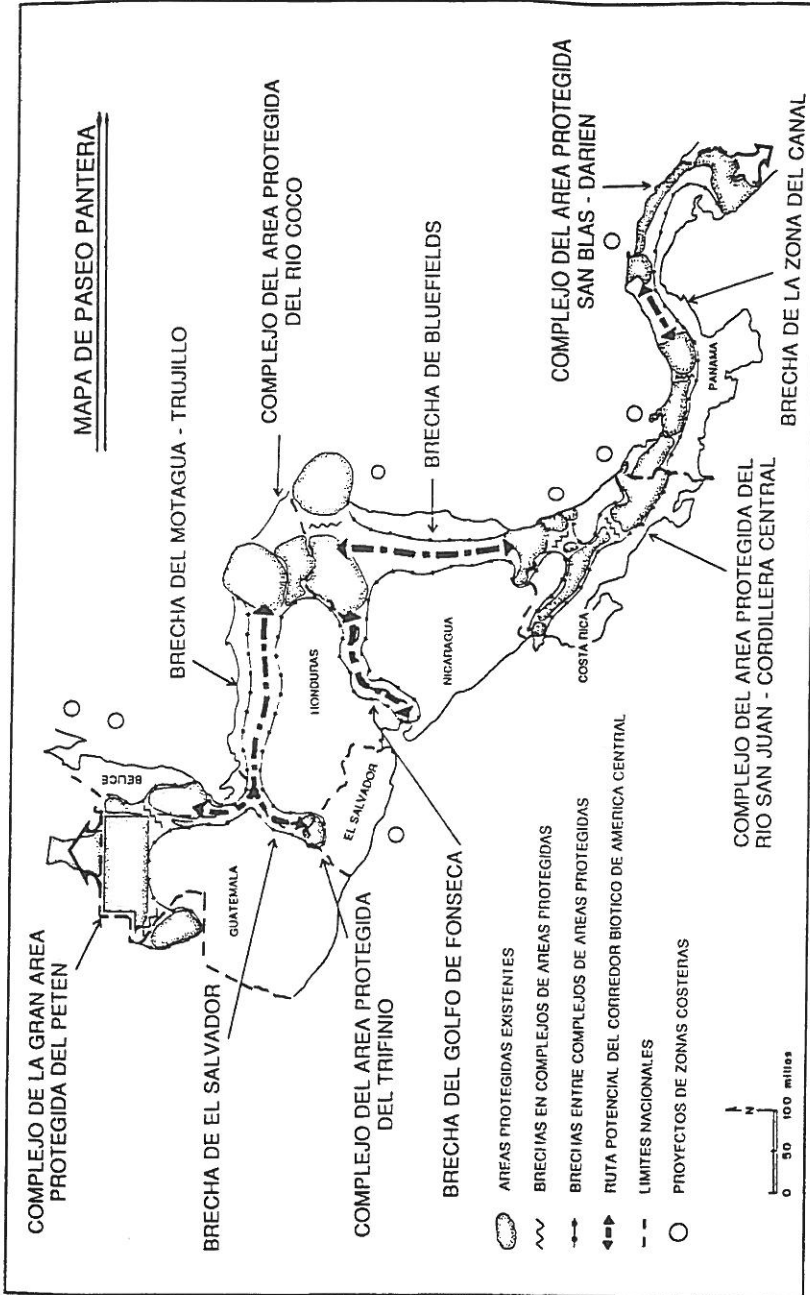 MAPA DE PASEO PANTERA
COMPLEJO DE LA GRAN AREA
PROTEGIDA DEL PETEN
BRECHA DEL MOTAGUA - TRUJILLO
COMPLEJO DEL AREA PROTEGIDA
DEL RIO COCO
BELICE
GUATEMALA
HONDURAS
EL SALVADOR
NICARAGUA
COSTA RICA
PANAMA
BRECHA DE EL SALVADOR
COMPLEJO DEL AREA PROTEGIDA
DEL TRIFINIO
BRECHA DEL GOLFO DE FONSECA
BRECHA DE BLUEFIELDS
COMPLEJO DEL AREA PROTEGIDA
SAN BLAS - DARIEN
BRECHA DE LA ZONA DEL CANAL
COMPLEJO DEL AREA PROTEGIDA DEL
RIO SAN JUAN - CORDILLERA CENTRAL
AREAS PROTEGIDAS EXISTENTES
BRECHAS EN COMPLEJOS DE AREAS PROTEGIDAS
BRECHAS ENTRE COMPLEJOS DE AREAS PROTEGIDAS
RUTA POTENCIAL DEL CORREDOR BIOTICO DE AMERICA CENTRAL
LIMITES NACIONALES
PROYECTOS DE ZONAS COSTERAS
N
0 50 100 millas